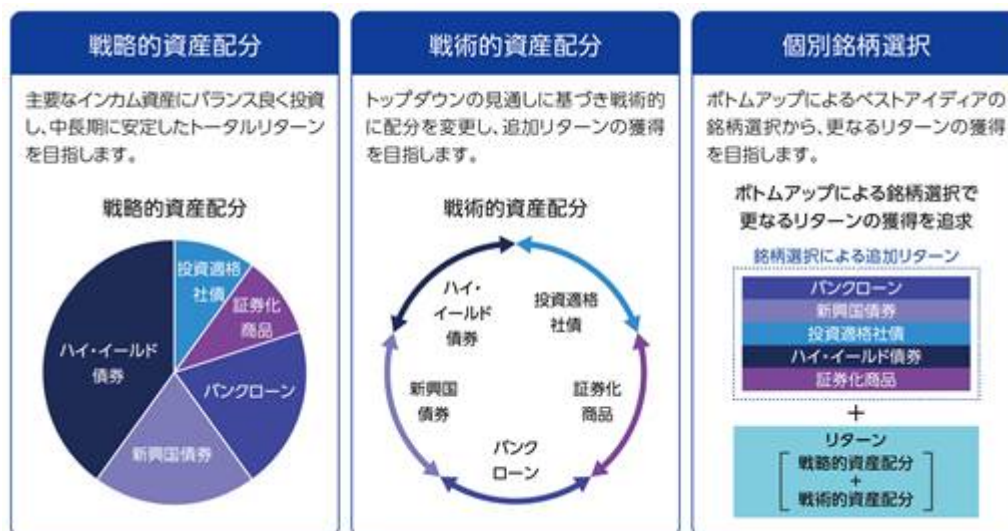 戦略的資産配分
主要なインカム資産にバランス良く投資
し、中長期に安定したトータルリターン
を目指します。
戦略的資産配分
投資適格
社債
証券化
商品
ハイ・イールド
債券
バンクローン
新興国債券
戦術的資産配分
トップダウンの見通しに基づき戦術的
に配分を変更し、追加リターンの獲得
を目指します。
戦術的資産配分
ハイ・
イールド
債券
投資適格
社債
新興国
債券
証券化
商品
バンク
ローン
個別銘柄選択
ボトムアップによるベストアイディアの
銘柄選択から、更なるリターンの獲得
を目指します。
ボトムアップによる銘柄選択で
更なるリターンの獲得を追求
銘柄選択による追加リターン
バンクローン
新興国債券
投資適格社債
ハイ・イールド債券
証券化商品
+
リターン
戦略的資産配分
+
戦術的資産配分